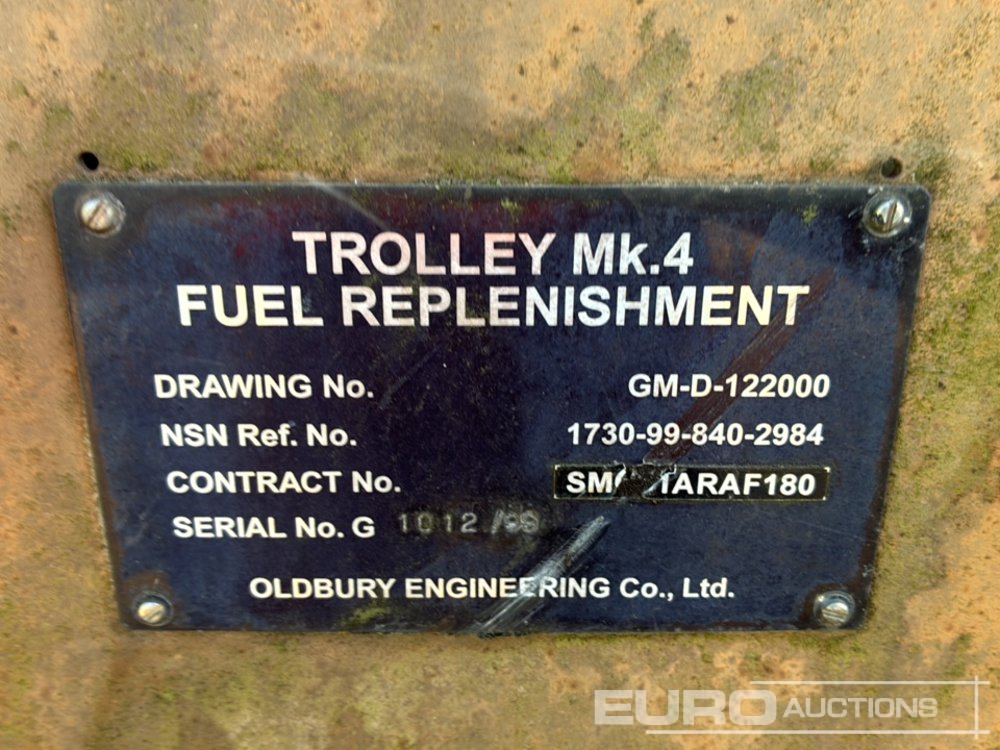 TROLLEY Mk.4
FUEL REPLENISHMENT
DRAWING No. GM-D-122000
NSN Ref. No. 1730-99-840-2984
CONTRACT No.
SERIAL No. G 1012/99
OLDBURY ENGINEERING Co., Ltd.
EURO AUCTIONS